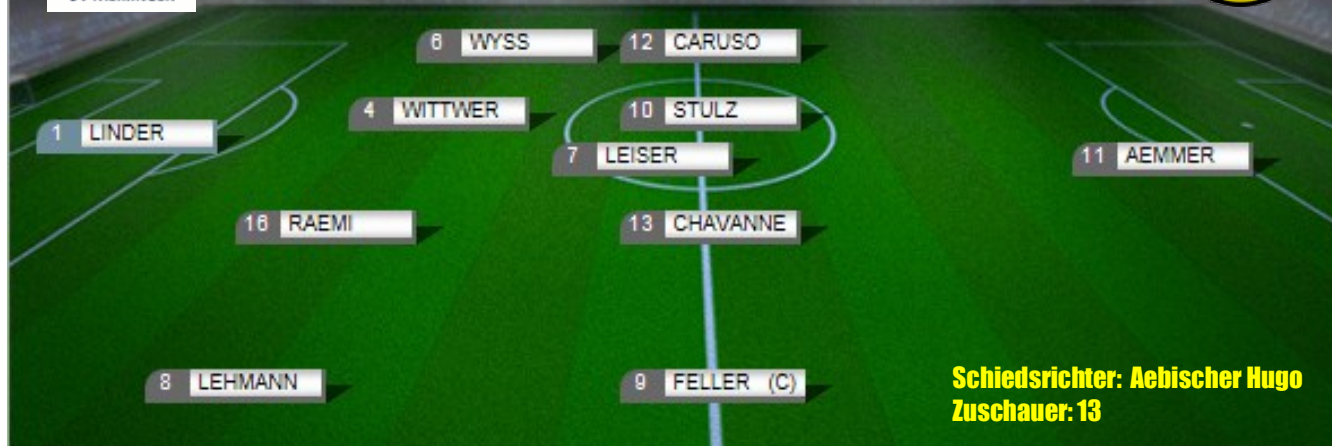 6 WYSS
12 CARUSO
4 WITTWER
10 STULZ
1 LINDER
7 LEISER
11 AEMMER
16 RAEMI
13 CHAVANNE
8 LEHMANN
9 FELLER (C)
Schiedsrichter: Aebischer Hugo
Zuschauer: 13